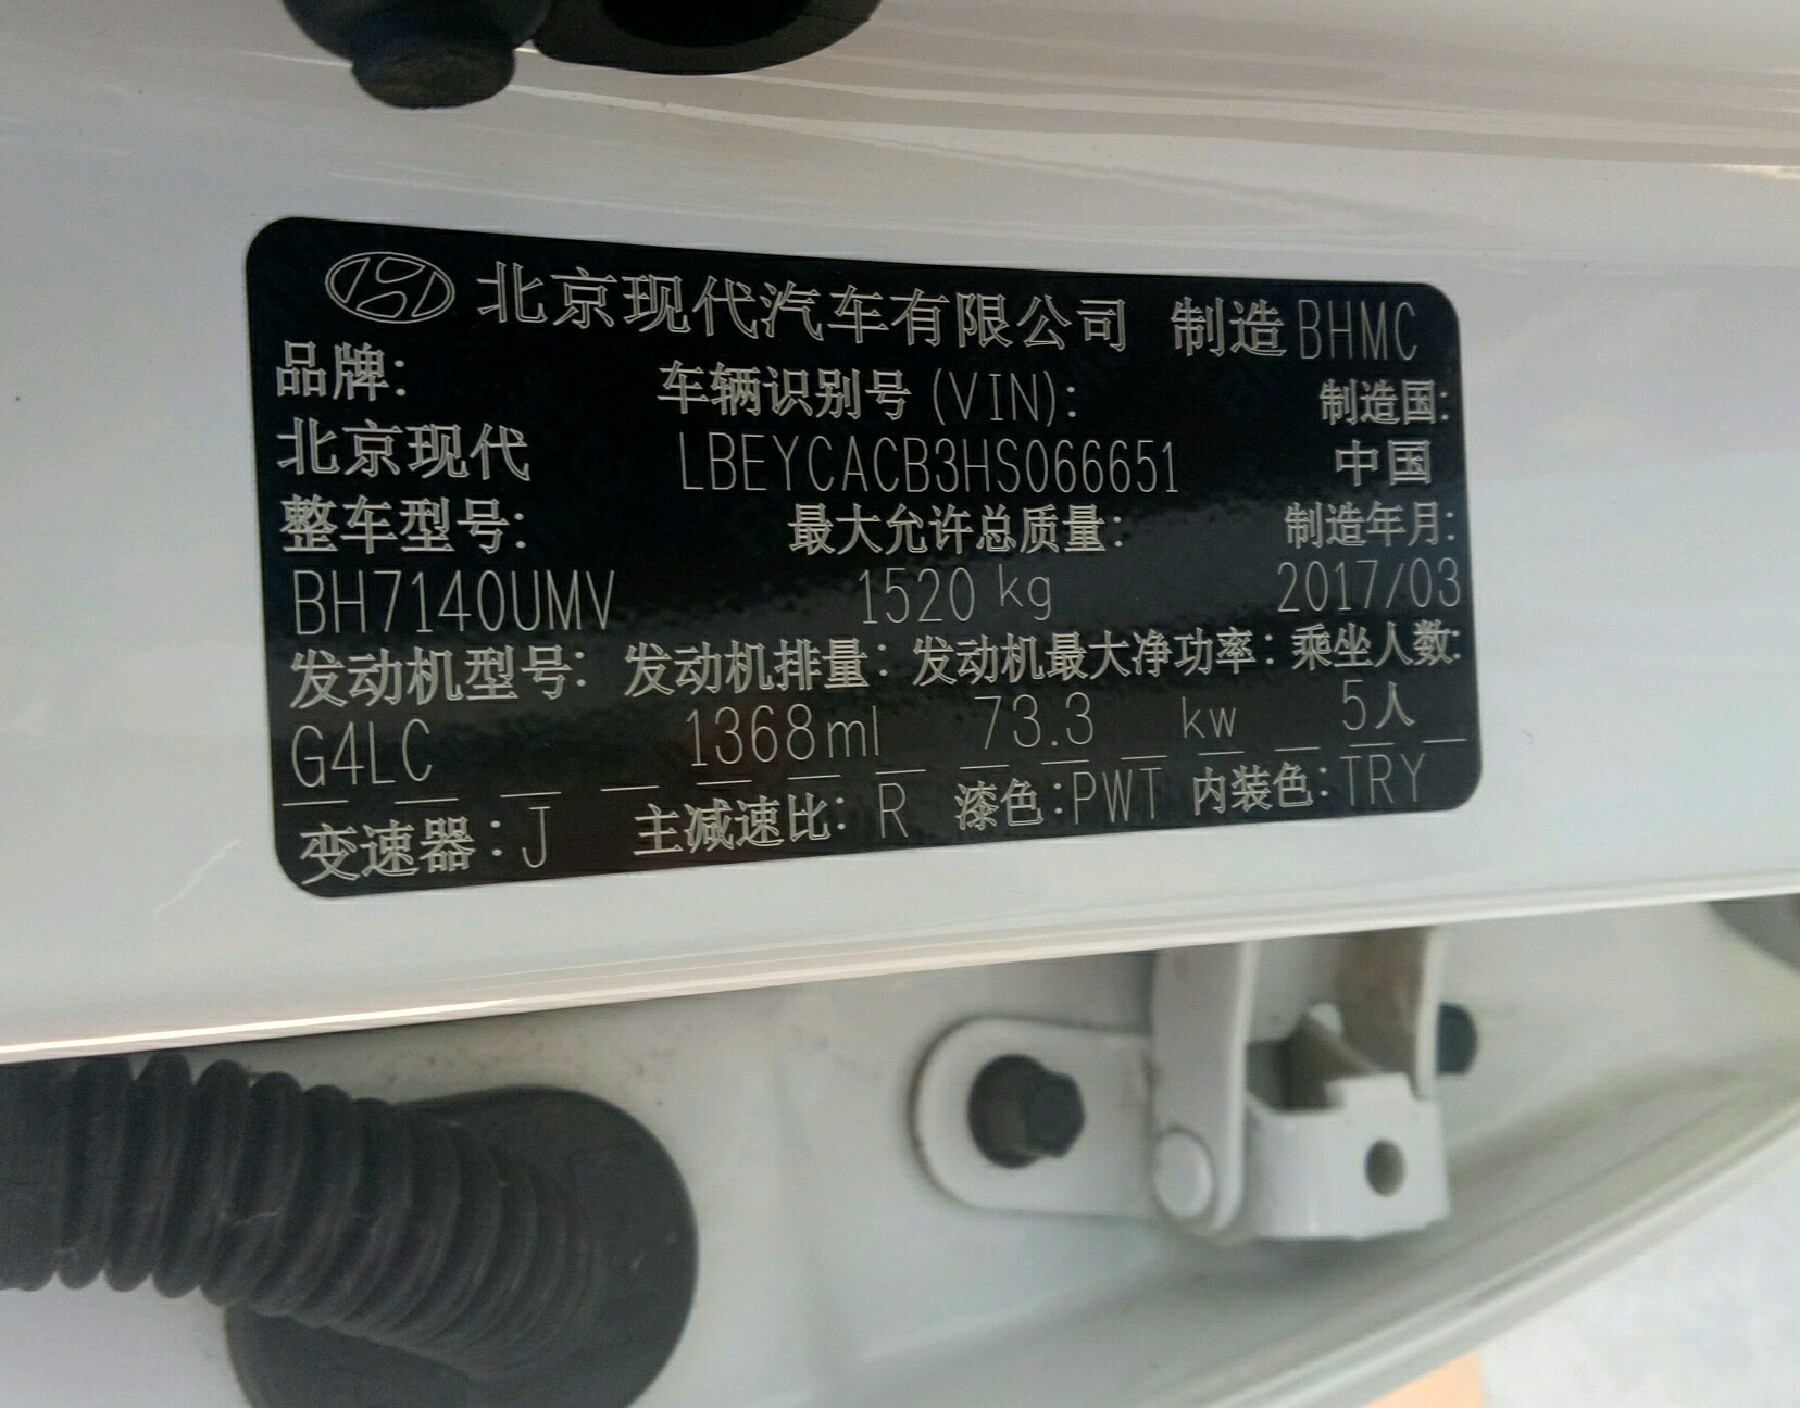 北京现代汽车有限公司 制造 BHMC
品牌: 车辆识别号 (VIN): 制造国:
北京现代 LBEYCACB3HS066651 中国
整车型号: 最大允许总质量: 制造年月:
BH7140UMV 1520 kg 2017/03
发动机型号: 发动机排量: 发动机最大净功率: 乘坐人数:
G4LC 1368ml 73.3 kw 5人
变速器:J 主减速比: R 漆色:PWT 内装色:TRY